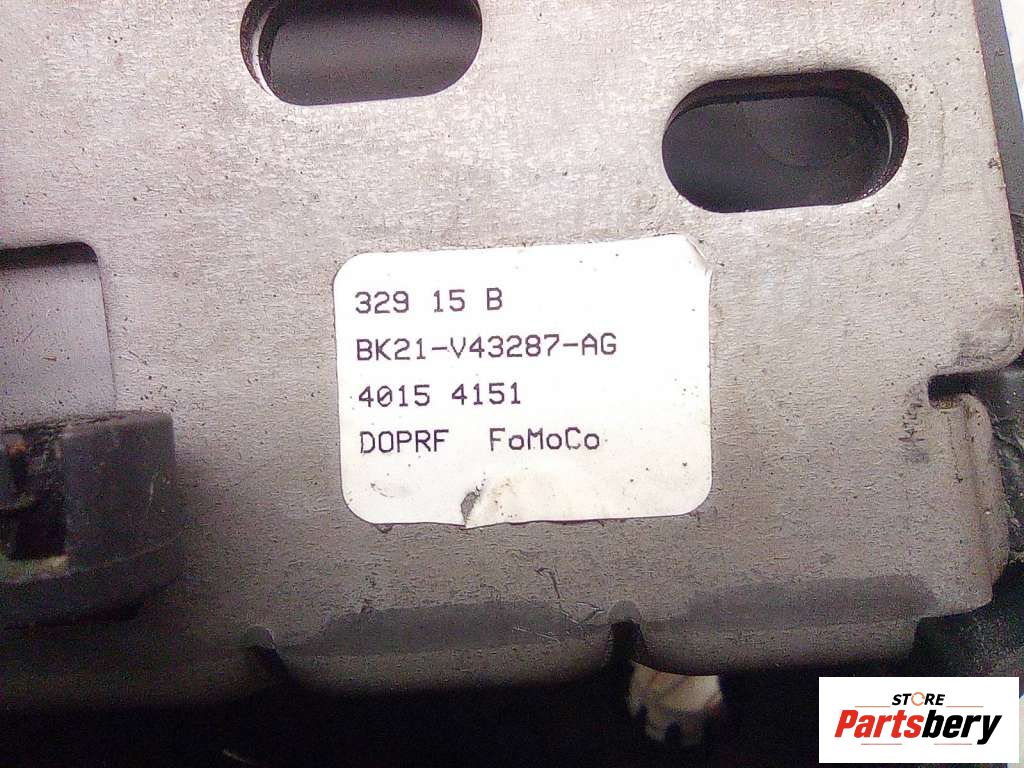 329 15 B
BK21-V43287-AG
4015 4151
DOPRF FoMoCo
STORE
Partsbery